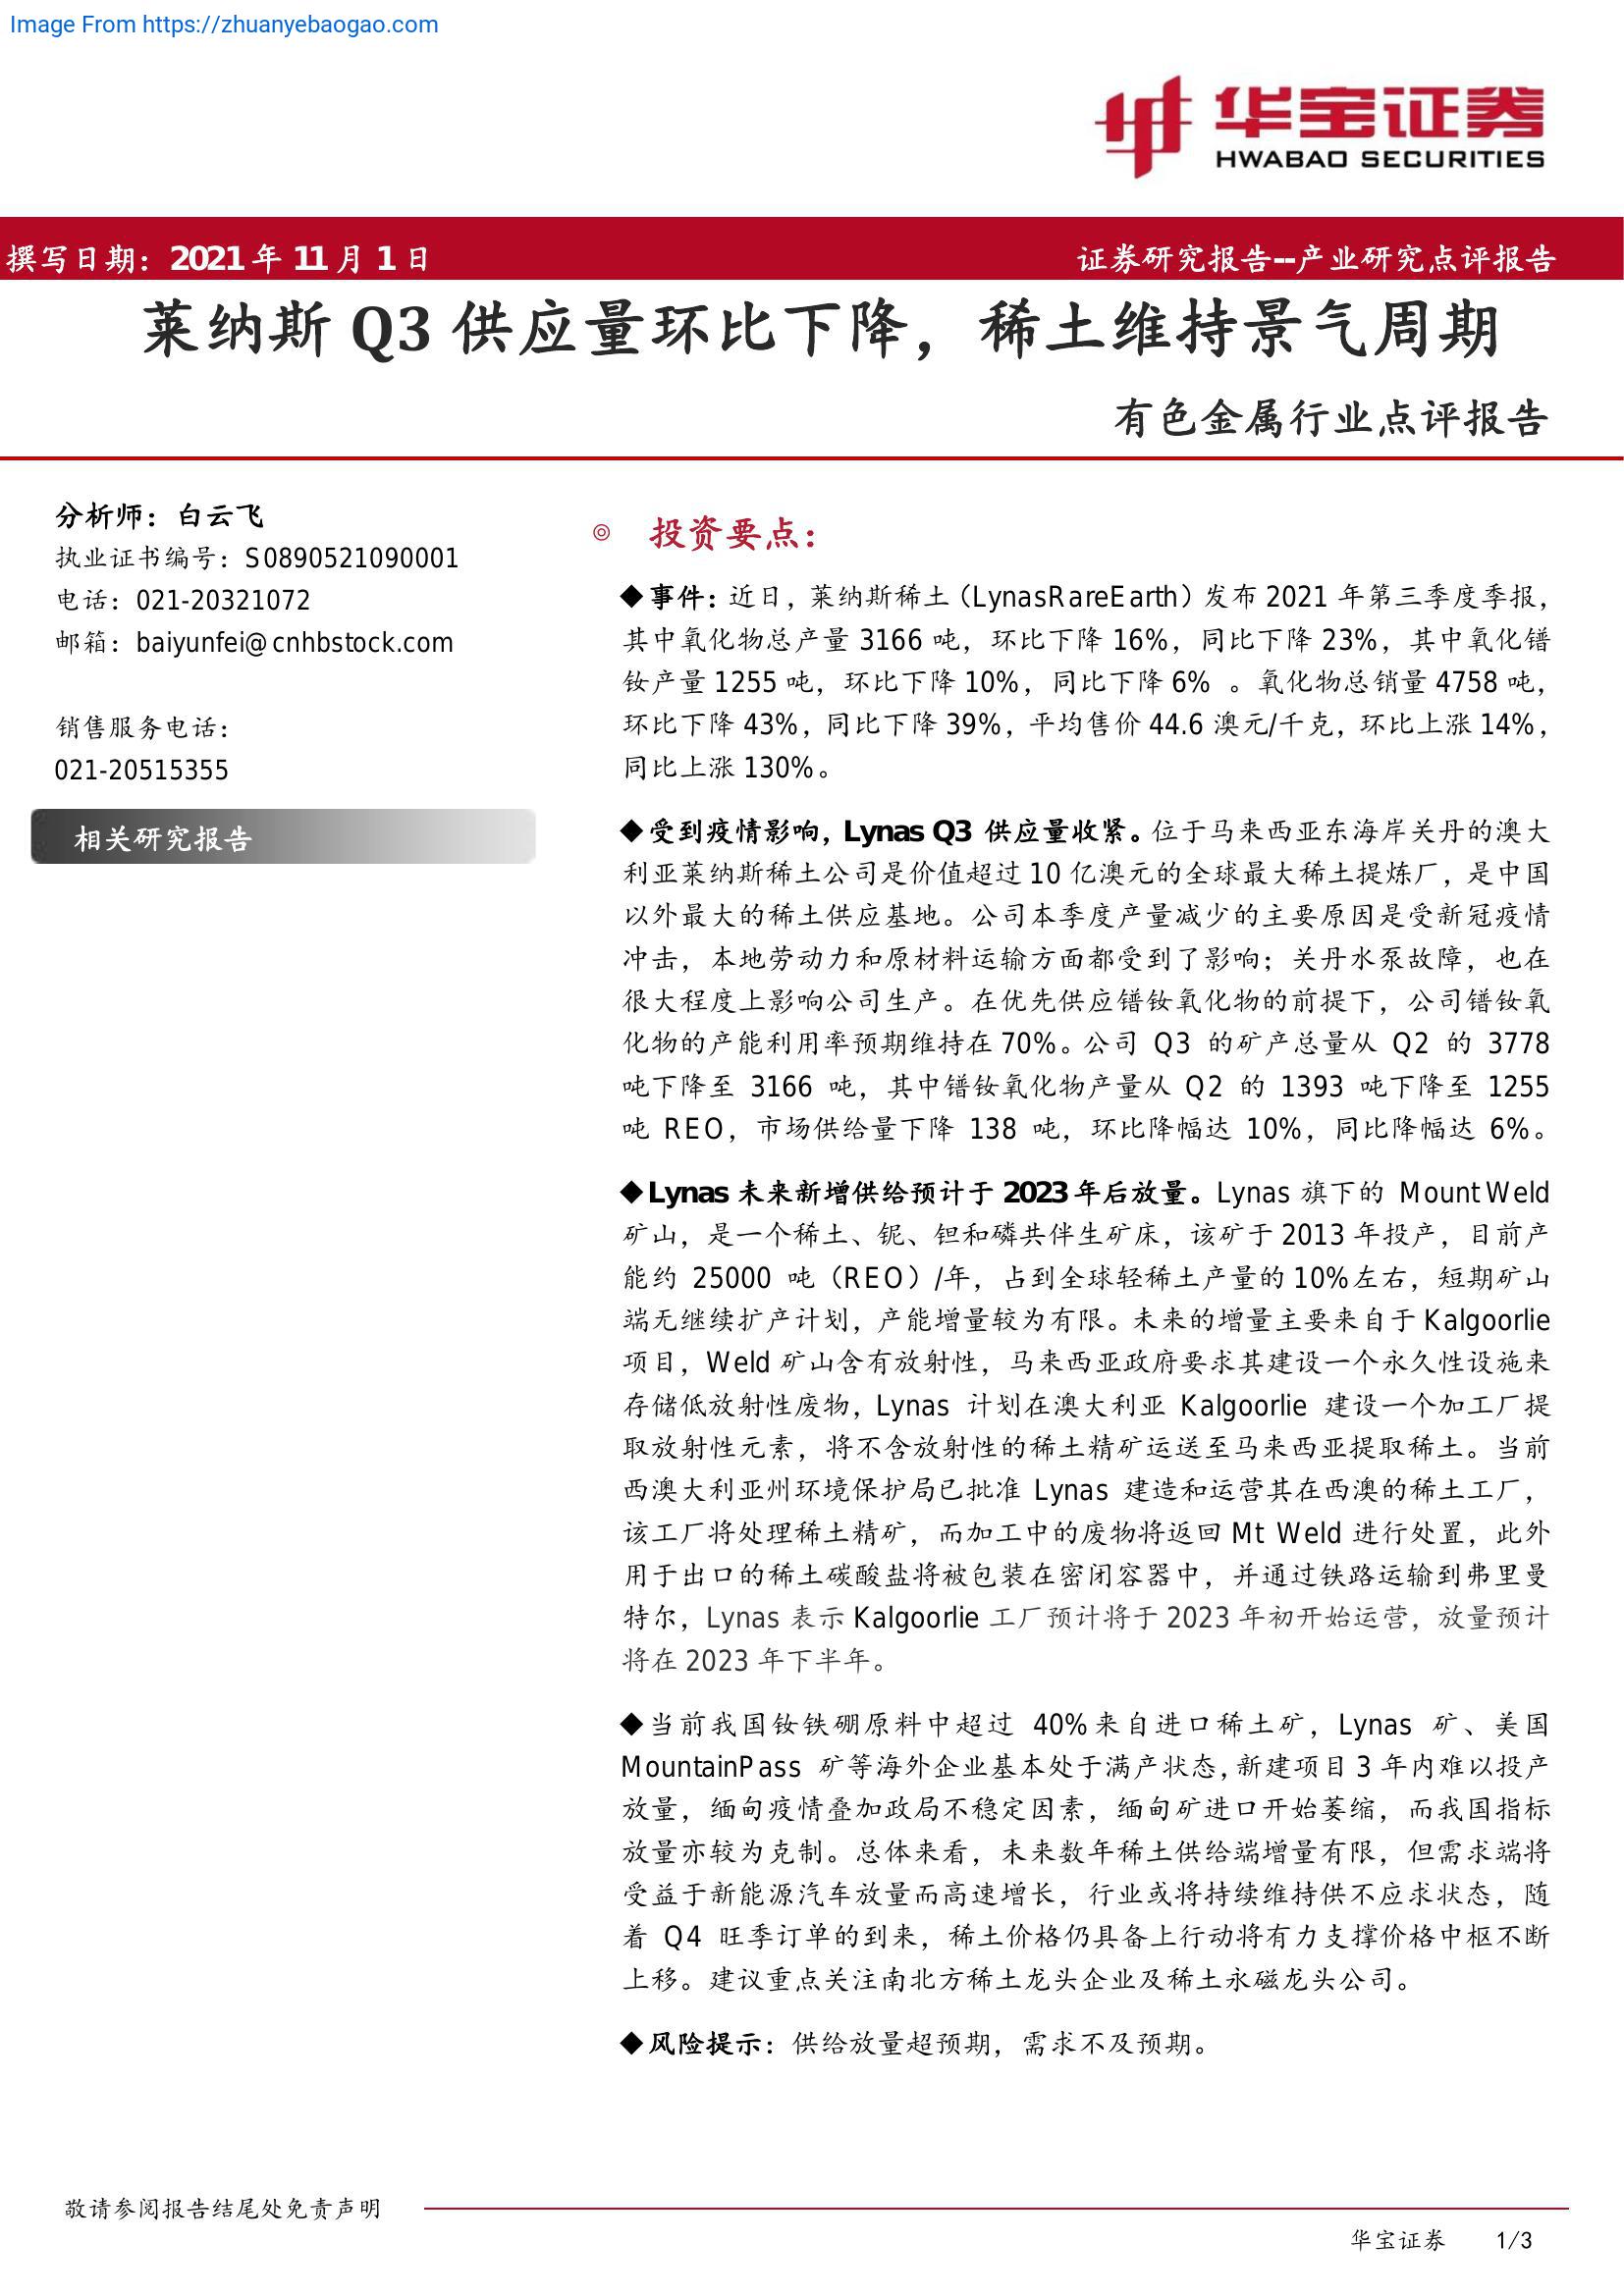 Image From https://zhuanyebaogao.com
华宝证券
HWABAO SECURITIES
撰写日期：2021 年 11 月 1 日
证券研究报告--产业研究点评报告
莱纳斯 Q3 供应量环比下降，稀土维持景气周期
有色金属行业点评报告
分析师：白云飞
执业证书编号：S0890521090001
电话：021-20321072
邮箱：baiyunfei@cnhbstock.com
销售服务电话：
021-20515355
相关研究报告
◎ 投资要点：
◆事件：近日，莱纳斯稀土（LynasRareEarth）发布 2021 年第三季度季报，
其中氧化物总产量 3166 吨，环比下降 16%，同比下降 23%，其中氧化镨
钕产量 1255 吨，环比下降 10%，同比下降 6% 。氧化物总销量 4758 吨，
环比下降 43%，同比下降 39%，平均售价 44.6 澳元/千克，环比上涨 14%，
同比上涨 130%。
◆受到疫情影响，Lynas Q3 供应量收紧。位于马来西亚东海岸关丹的澳大
利亚莱纳斯稀土公司是价值超过 10 亿澳元的全球最大稀土提炼厂，是中国
以外最大的稀土供应基地。公司本季度产量减少的主要原因是受新冠疫情
冲击，本地劳动力和原材料运输方面都受到了影响；关丹水泵故障，也在
很大程度上影响公司生产。在优先供应镨钕氧化物的前提下，公司镨钕氧
化物的产能利用率预期维持在 70%。公司 Q3 的矿产总量从 Q2 的 3778
吨下降至 3166 吨，其中镨钕氧化物产量从 Q2 的 1393 吨下降至 1255
吨 REO，市场供给量下降 138 吨，环比降幅达 10%，同比降幅达 6%。
◆Lynas 未来新增供给预计于 2023 年后放量。Lynas 旗下的 Mount Weld
矿山，是一个稀土、铌、钽和磷共伴生矿床，该矿于 2013 年投产，目前产
能约 25000 吨（REO）/年，占到全球轻稀土产量的 10%左右，短期矿山
端无继续扩产计划，产能增量较为有限。未来的增量主要来自于 Kalgoorlie
项目，Weld 矿山含有放射性，马来西亚政府要求其建设一个永久性设施来
存储低放射性废物，Lynas 计划在澳大利亚 Kalgoorlie 建设一个加工厂提
取放射性元素，将不含放射性的稀土精矿运送至马来西亚提取稀土。当前
西澳大利亚州环境保护局已批准 Lynas 建造和运营其在西澳的稀土工厂，
该工厂将处理稀土精矿，而加工中的废物将返回 Mt Weld 进行处置，此外
用于出口的稀土碳酸盐将被包装在密闭容器中，并通过铁路运输到弗里曼
特尔，Lynas 表示 Kalgoorlie 工厂预计将于 2023 年初开始运营，放量预计
将在 2023 年下半年。
◆当前我国钕铁硼原料中超过 40%来自进口稀土矿，Lynas 矿、美国
MountainPass 矿等海外企业基本处于满产状态，新建项目 3 年内难以投产
放量，缅甸疫情叠加政局不稳定因素，缅甸矿进口开始萎缩，而我国指标
放量亦较为克制。总体来看，未来数年稀土供给端增量有限，但需求端将
受益于新能源汽车放量而高速增长，行业或将持续维持供不应求状态，随
着 Q4 旺季订单的到来，稀土价格仍具备上行动将有力支撑价格中枢不断
上移。建议重点关注南北方稀土龙头企业及稀土永磁龙头公司。
◆风险提示：供给放量超预期，需求不及预期。
敬请参阅报告结尾处免责声明
华宝证券 1/3